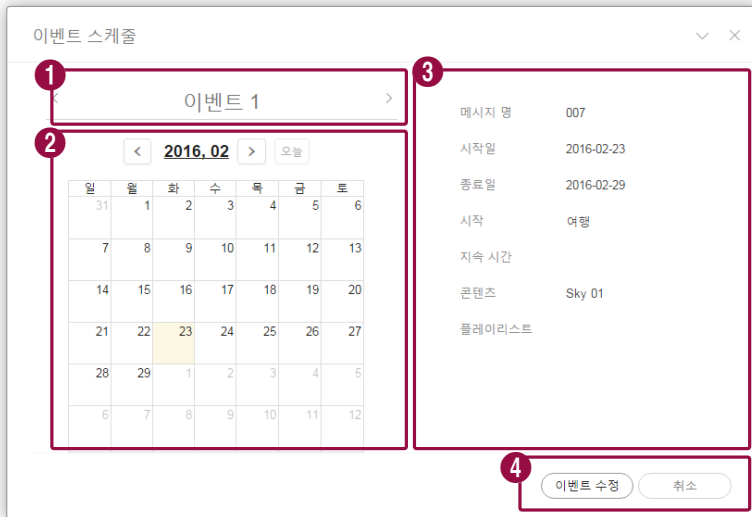 이벤트 스케줄
1
이벤트 1
2
2016, 02
오늘
일 월 화 수 목 금 토
31 1 2 3 4 5 6
7 8 9 10 11 12 13
14 15 16 17 18 19 20
21 22 23 24 25 26 27
28 29 1 2 3 4 5
6 7 8 9 10 11 12
3
메시지 명 007
시작일 2016-02-23
종료일 2016-02-29
시작 여행
지속 시간
콘텐츠 Sky 01
플레이리스트
4
이벤트 수정 취소